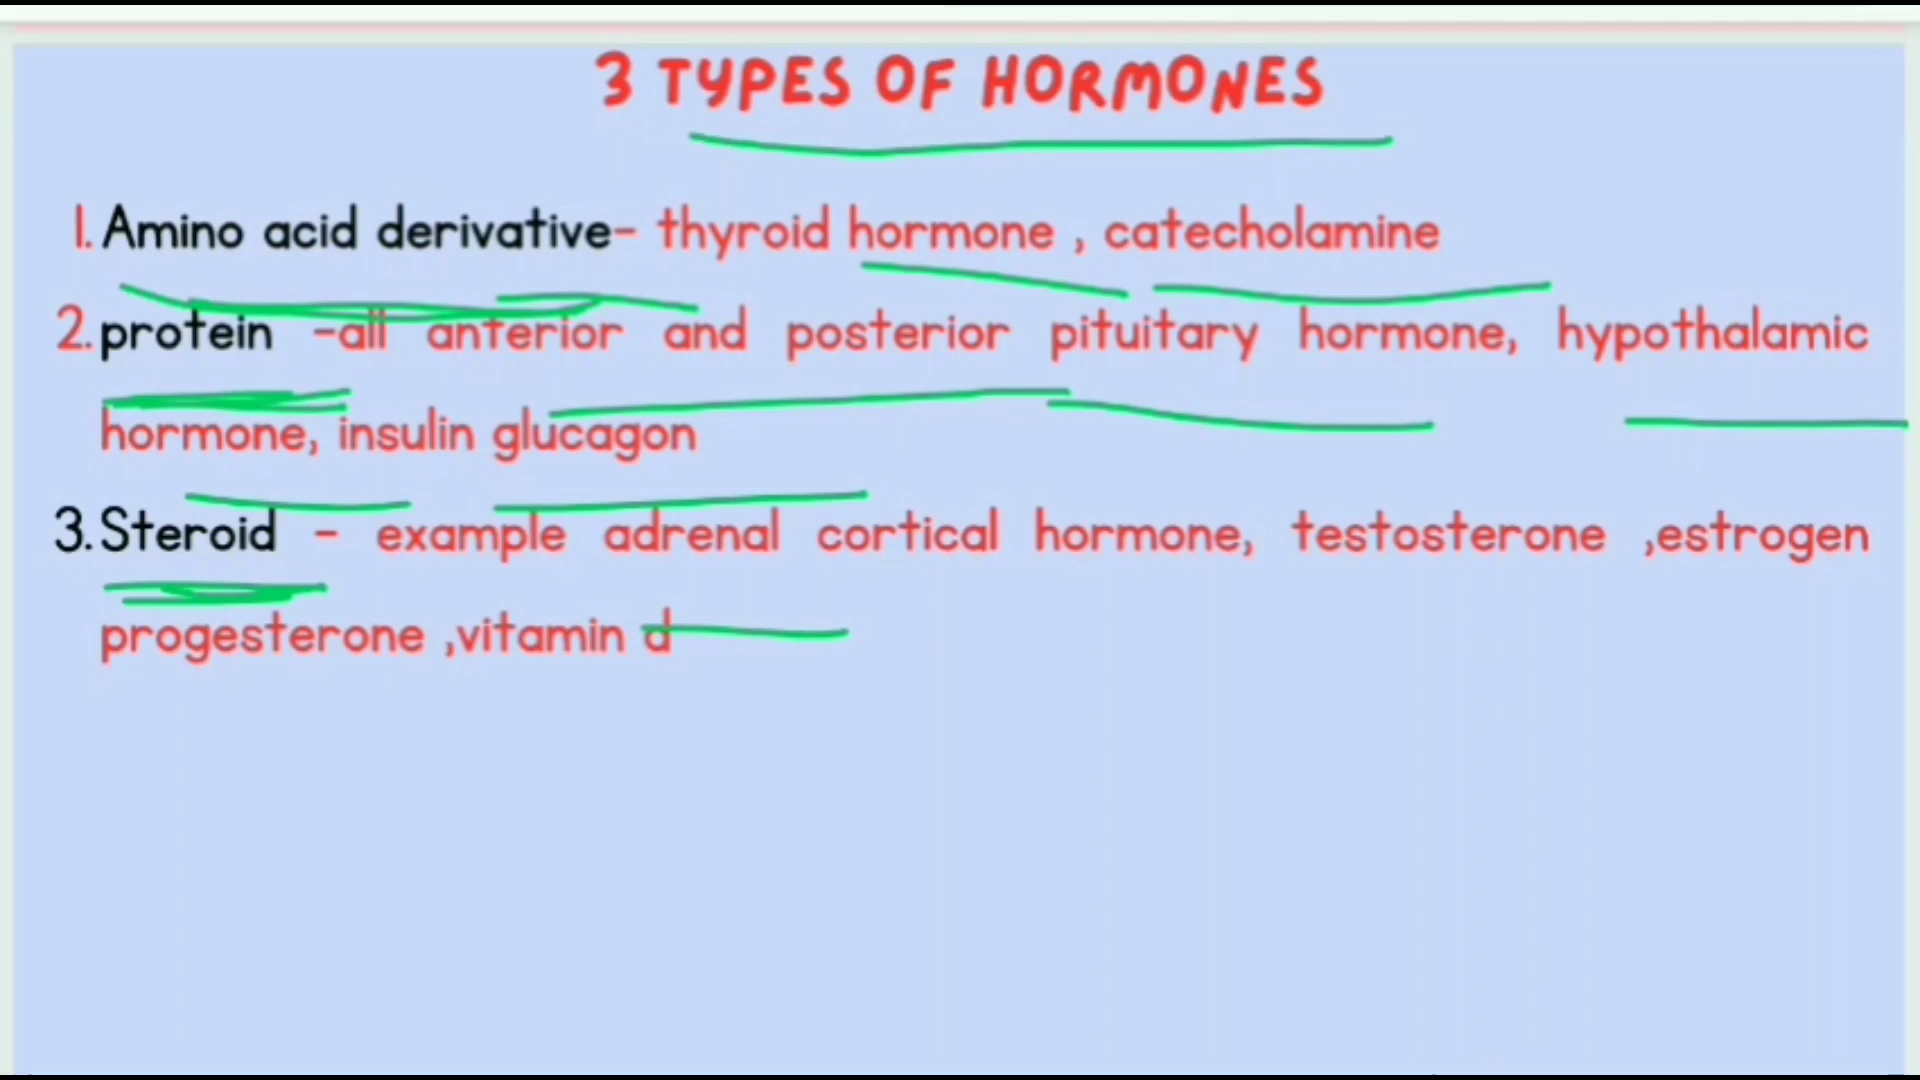 3 TYPES OF HORMONES
1. Amino acid derivative- thyroid hormone , catecholamine
2. protein -all anterior and posterior pituitary hormone, hypothalamic
hormone, insulin glucagon
3. Steroid - example adrenal cortical hormone, testosterone ,estrogen
progesterone ,vitamin d